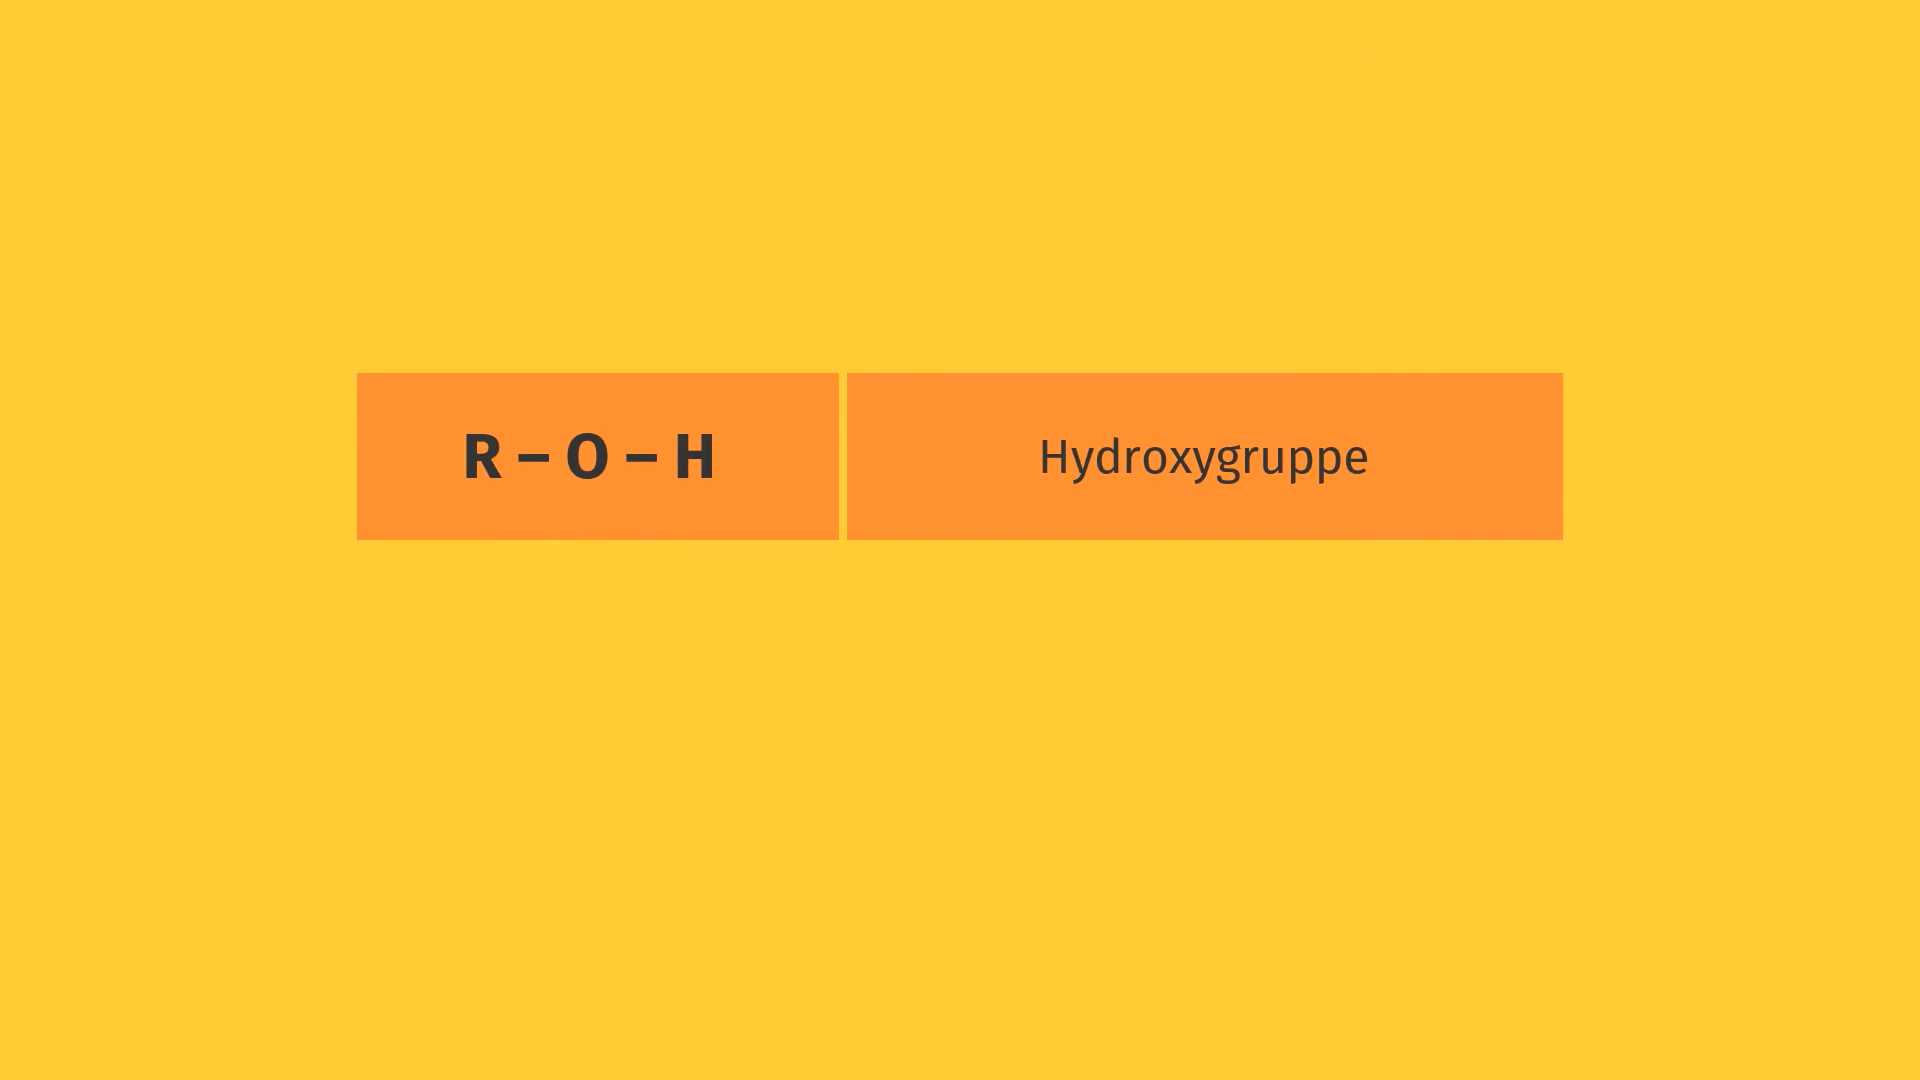 R – O – H
Hydroxygruppe